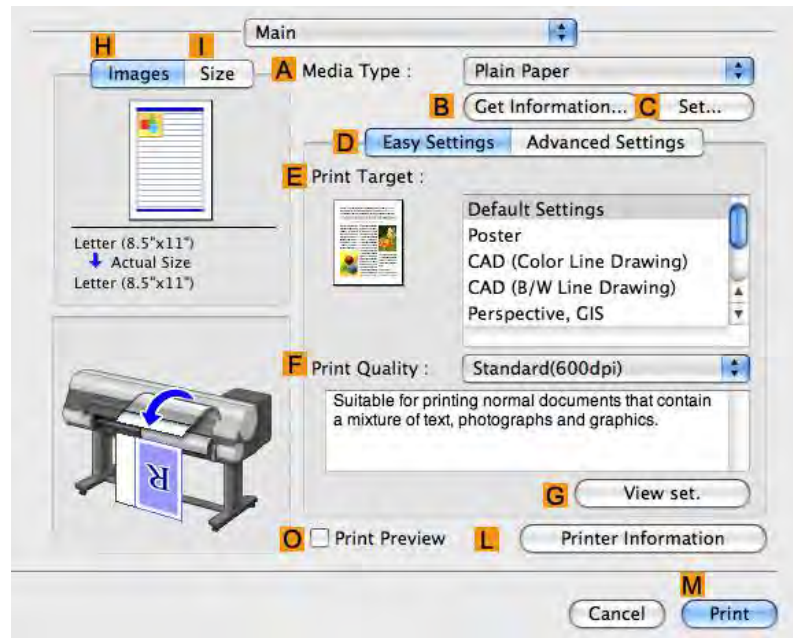 Main
H
I
Images Size
A Media Type : Plain Paper
B Get Information... C Set...
D Easy Settings Advanced Settings
E Print Target :
Default Settings
Poster
CAD (Color Line Drawing)
CAD (B/W Line Drawing)
Perspective, GIS
Letter (8.5"x11")
Actual Size
Letter (8.5"x11")
F Print Quality : Standard(600dpi)
Suitable for printing normal documents that contain
a mixture of text, photographs and graphics.
R
G View set.
O Print Preview L Printer Information
M
Cancel Print